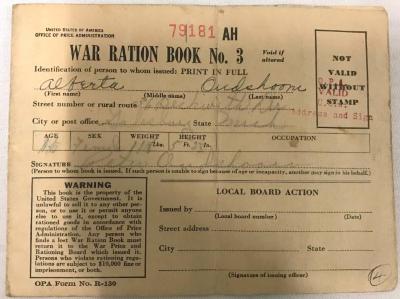 UNITED STATES OF AMERICA
OFFICE OF PRICE ADMINISTRATION
79181 AH
WAR RATION BOOK No. 3
Void if
altered
NOT
VALID
WITHOUT
STAMP
Identification of person to whom issued: PRINT IN FULL
Alberta Oudshoorn
(First name) (Middle name) (Last name)
Street number or rural route
City or post office State Mich
AGE SEX WEIGHT HEIGHT OCCUPATION
Lbs. Ft. In.
SIGNATURE
(Person to whom book is issued. If such person is unable to sign because of age or incapacity, another may sign in his behalf.)
WARNING
This book is the property of the
United States Government. It is
unlawful to sell it to any other per-
son, or to use it or permit anyone
else to use it, except to obtain
rationed goods in accordance with
regulations of the Office of Price
Administration. Any person who
finds a lost War Ration Book must
return it to the War Price and
Rationing Board which issued it.
Persons who violate rationing regu-
lations are subject to $10,000 fine or
imprisonment, or both.
LOCAL BOARD ACTION
Issued by
(Local board number) (Date)
Street address
City State
(Signature of issuing officer)
OPA Form No. R-130
4